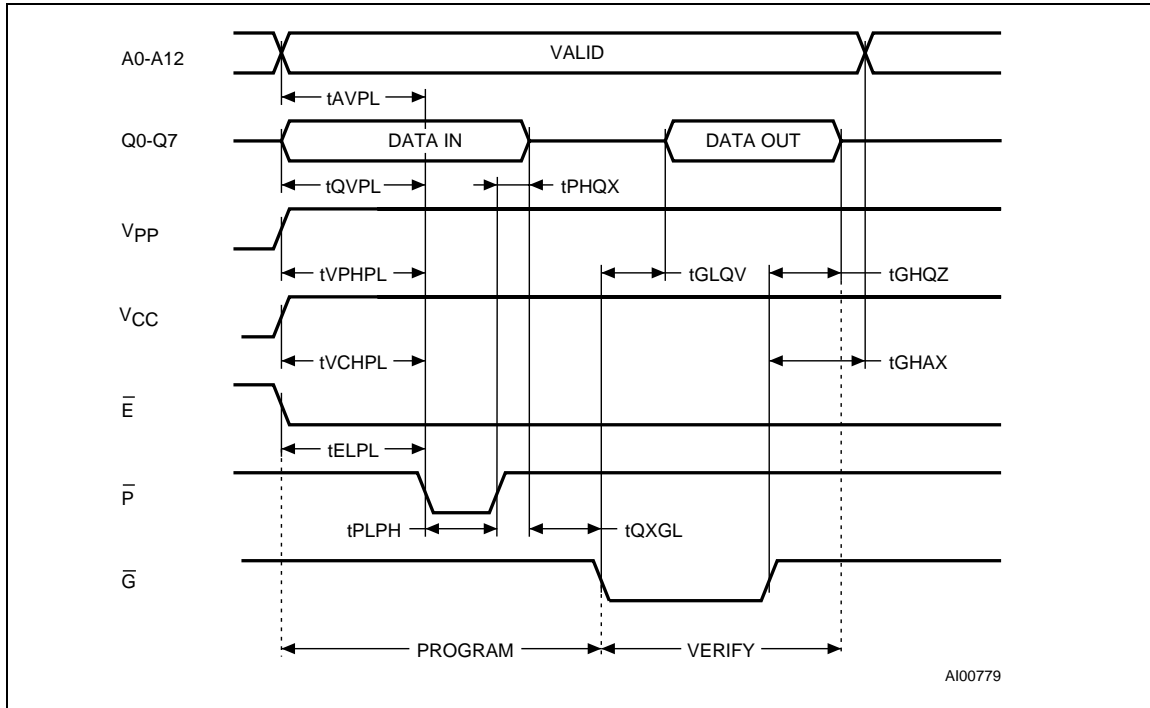 A0-A12 VALID
tAVPL
Q0-Q7 DATA IN DATA OUT
tQVPL tPHQX
VPP
tVPHPL tGLQV tGHQZ
VCC
tVCHPL tGHAX
E̅
tELPL
P̅
tPLPH tQXGL
G̅
PROGRAM VERIFY
AI00779